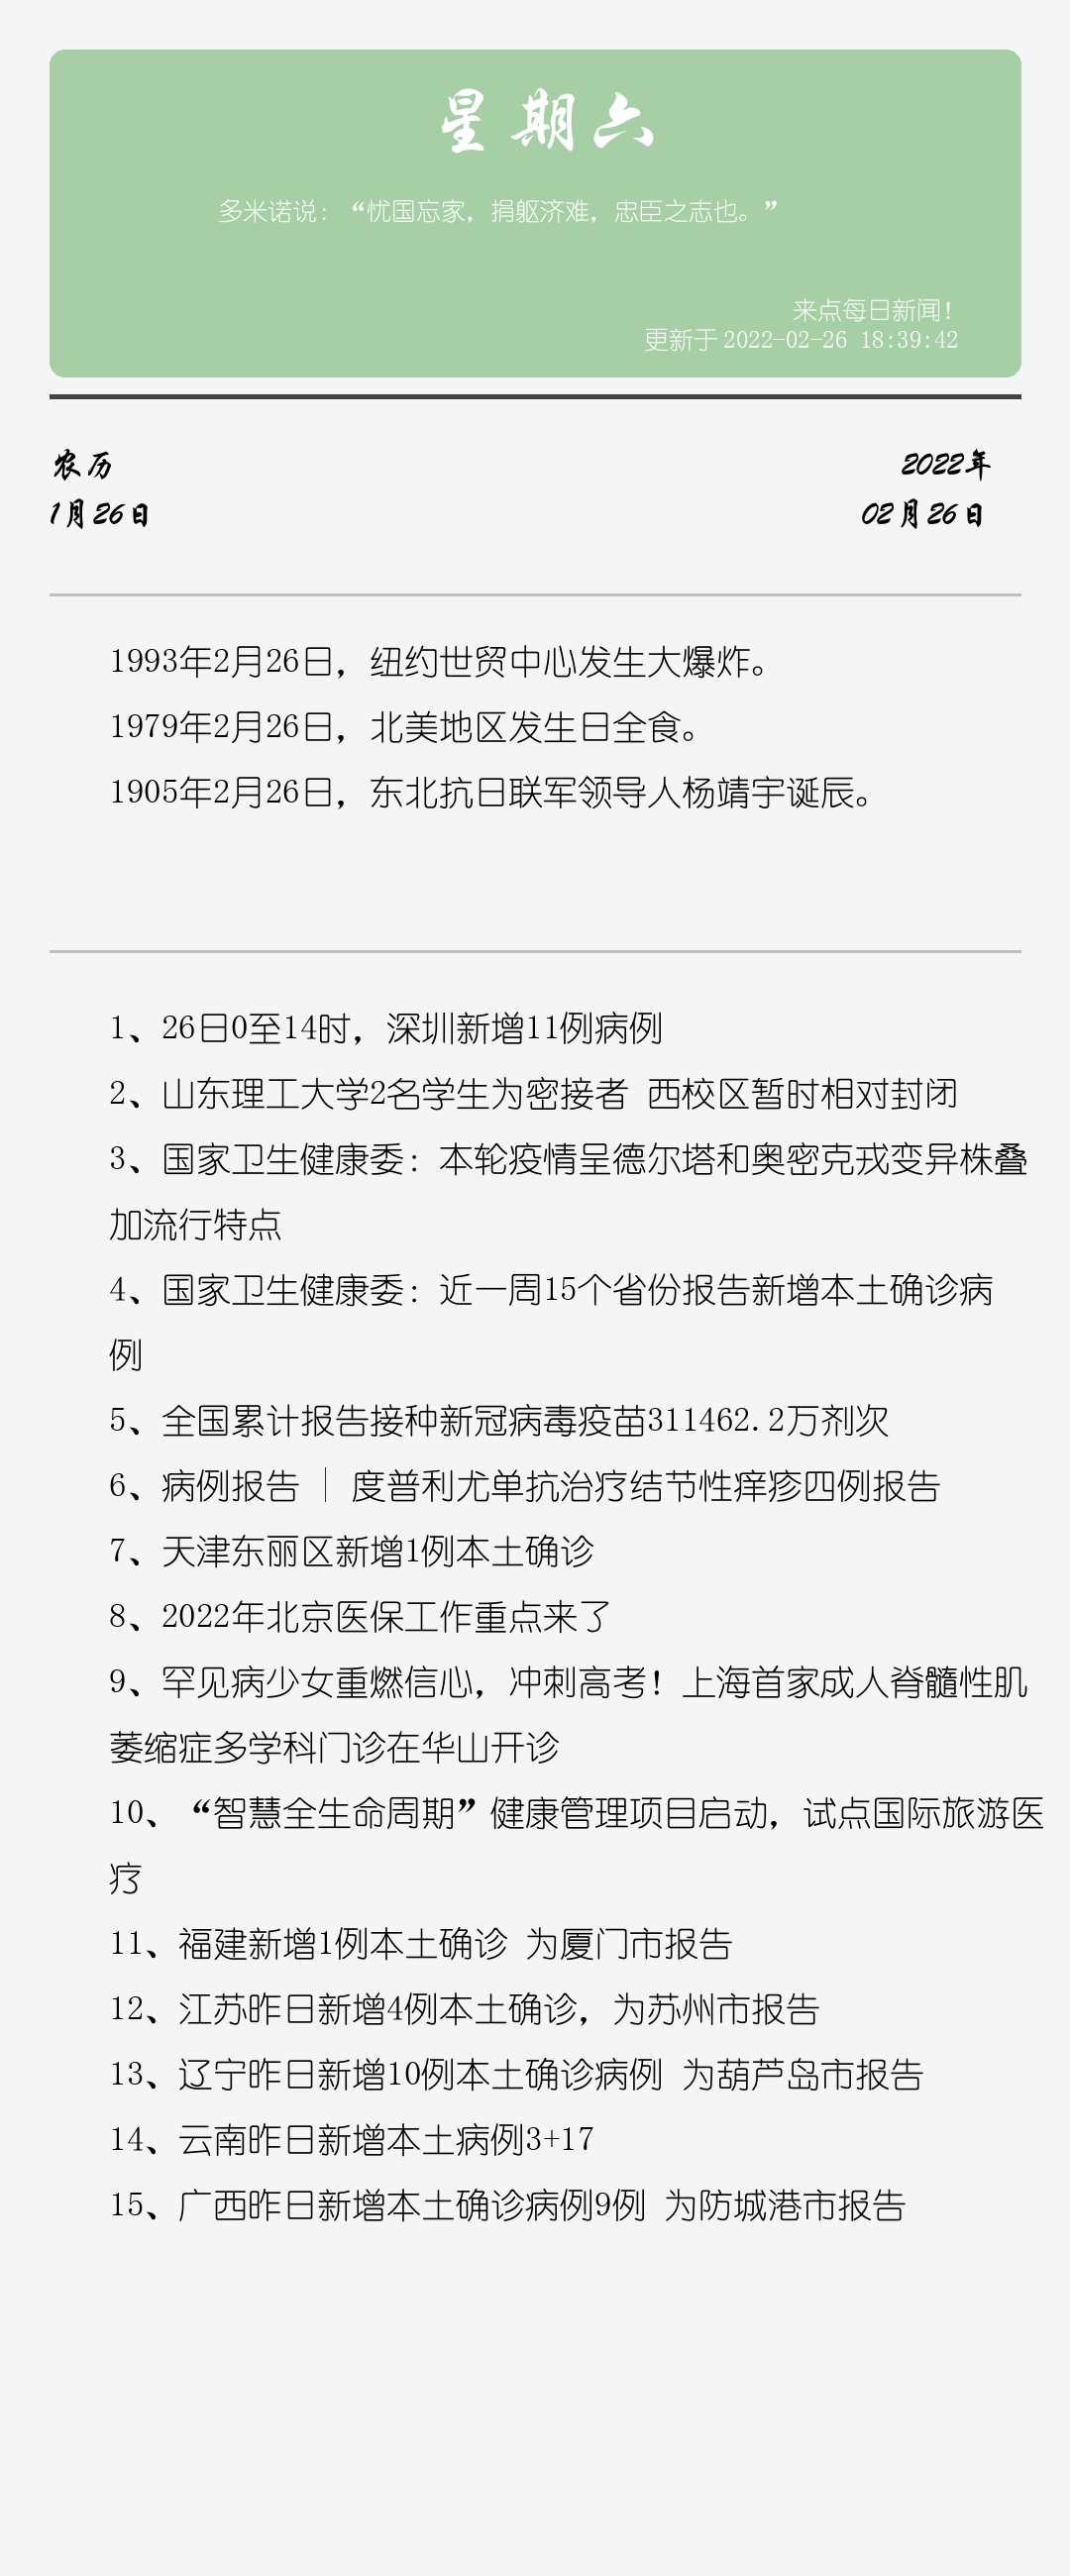 星期六
多米诺说：“忧国忘家，捐躯济难，忠臣之志也。”
来点每日新闻！
更新于 2022-02-26 18:39:42
农历
2022年
1月26日
02月26日
1993年2月26日，纽约世贸中心发生大爆炸。
1979年2月26日，北美地区发生日全食。
1905年2月26日，东北抗日联军领导人杨靖宇诞辰。
1、26日0至14时，深圳新增11例病例
2、山东理工大学2名学生为密接者 西校区暂时相对封闭
3、国家卫生健康委：本轮疫情呈德尔塔和奥密克戎变异株叠
加流行特点
4、国家卫生健康委：近一周15个省份报告新增本土确诊病
例
5、全国累计报告接种新冠病毒疫苗311462.2万剂次
6、病例报告 | 度普利尤单抗治疗结节性痒疹四例报告
7、天津东丽区新增1例本土确诊
8、2022年北京医保工作重点来了
9、罕见病少女重燃信心，冲刺高考！上海首家成人脊髓性肌
萎缩症多学科门诊在华山开诊
10、“智慧全生命周期”健康管理项目启动，试点国际旅游医
疗
11、福建新增1例本土确诊 为厦门市报告
12、江苏昨日新增4例本土确诊，为苏州市报告
13、辽宁昨日新增10例本土确诊病例 为葫芦岛市报告
14、云南昨日新增本土病例3+17
15、广西昨日新增本土确诊病例9例 为防城港市报告